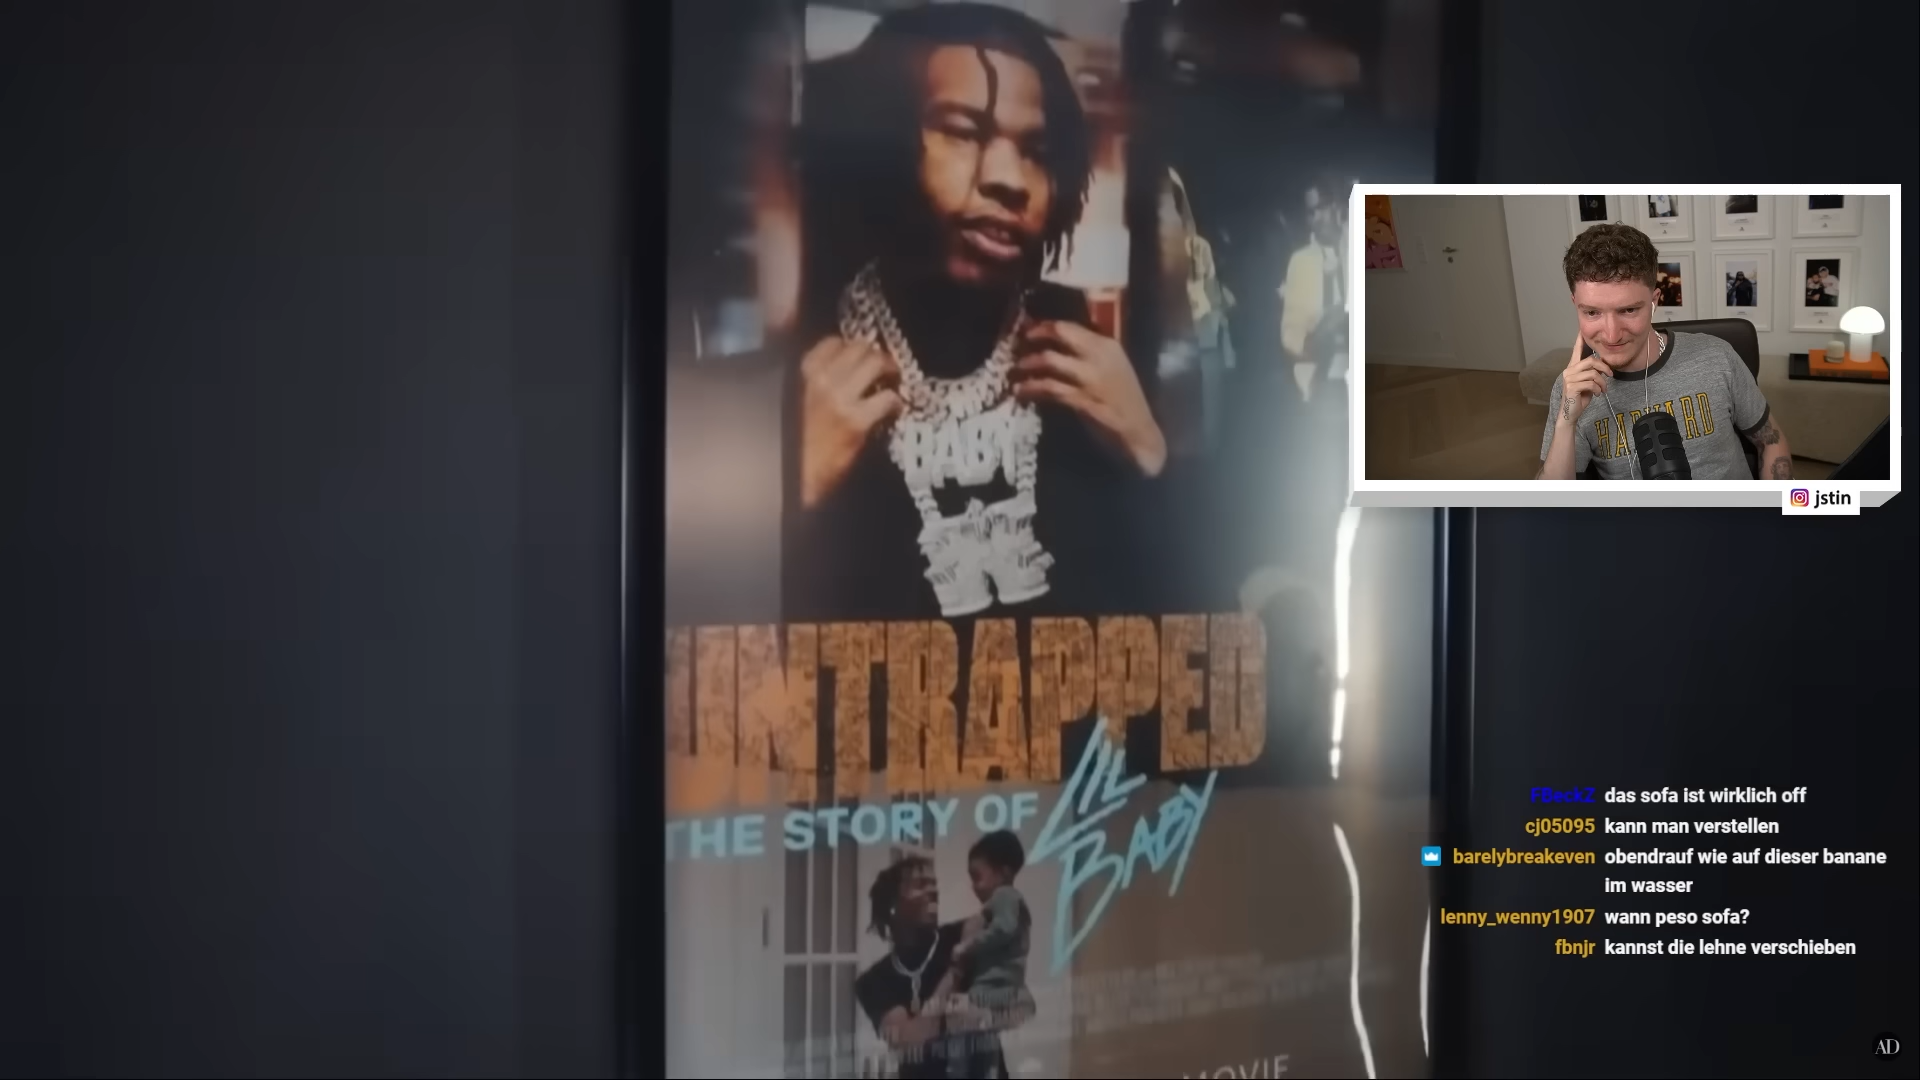 BABY
UNTRAPPED
THE STORY OF
LIL
BABY
MOVIE
HARVARD
jstin
FBeckZ das sofa ist wirklich off
cj05095 kann man verstellen
barelybreakeven obendrauf wie auf dieser banane
im wasser
lenny_wenny1907 wann peso sofa?
fbnjr kannst die lehne verschieben
AD